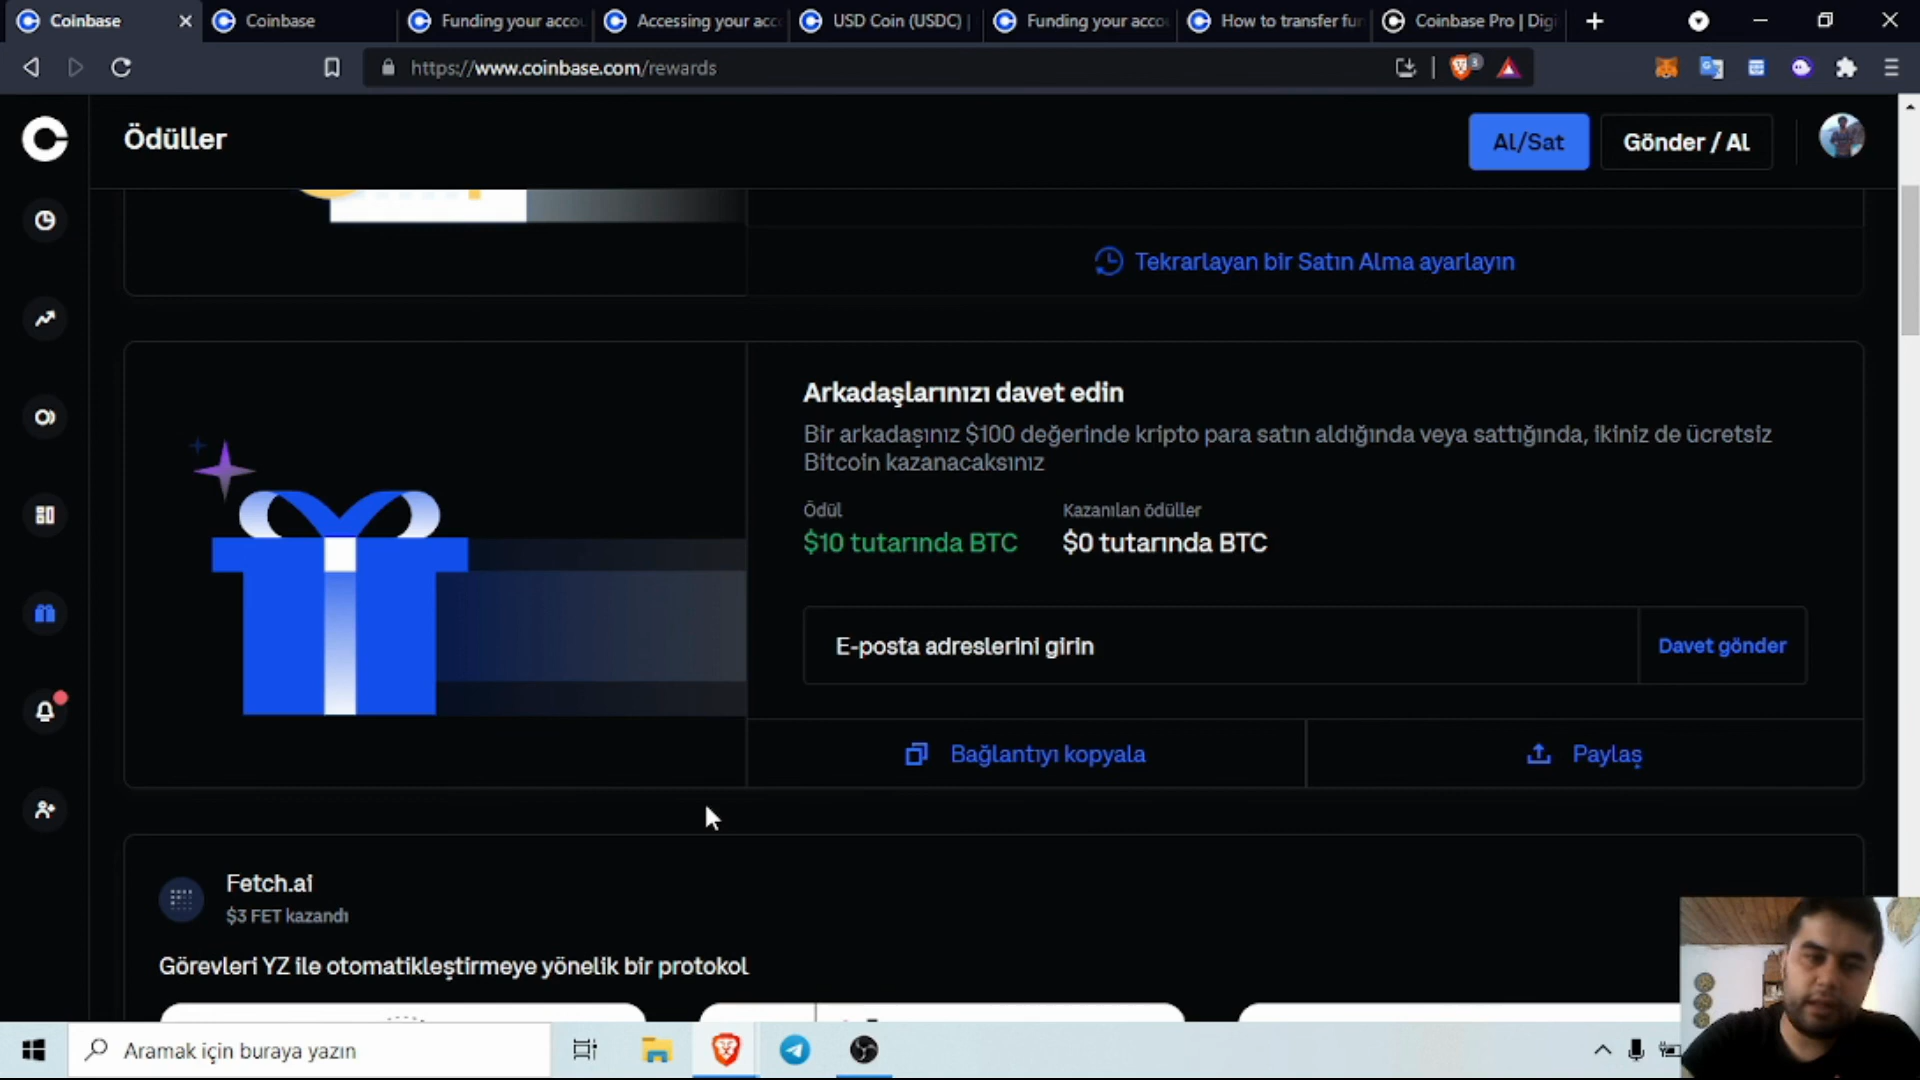 Coinbase
Coinbase
Funding your accou
Accessing your acc
USD Coin (USDC) |
Funding your acco
How to transfer fun
Coinbase Pro | Digi
https://www.coinbase.com/rewards
3
Ödüller
Al/Sat
Gönder / Al
Tekrarlayan bir Satın Alma ayarlayın
Arkadaşlarınızı davet edin
Bir arkadaşınız $100 değerinde kripto para satın aldığında veya sattığında, ikiniz de ücretsiz
Bitcoin kazanacaksınız
Ödül
Kazanılan ödüller
$10 tutarında BTC
$0 tutarında BTC
E-posta adreslerini girin
Davet gönder
Bağlantıyı kopyala
Paylaş
Fetch.ai
$3 FET kazandı
Görevleri YZ ile otomatikleştirmeye yönelik bir protokol
Aramak için buraya yazın